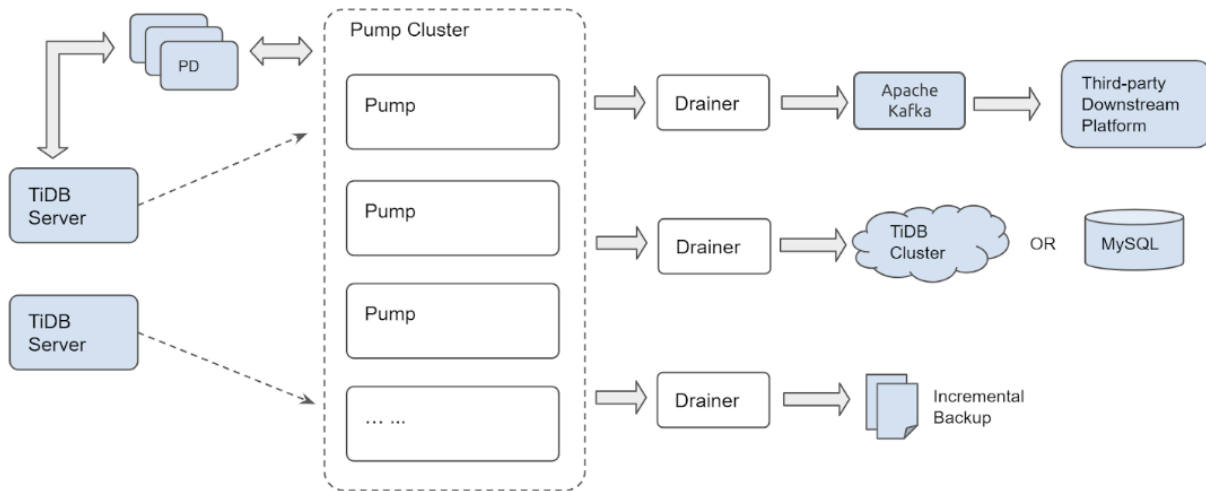 Pump Cluster
PD
Pump
Drainer
Apache
Kafka
Third-party
Downstream
Platform
TiDB
Server
Pump
Drainer
TiDB
Cluster
OR
MySQL
TiDB
Server
Pump
... ...
Drainer
Incremental
Backup